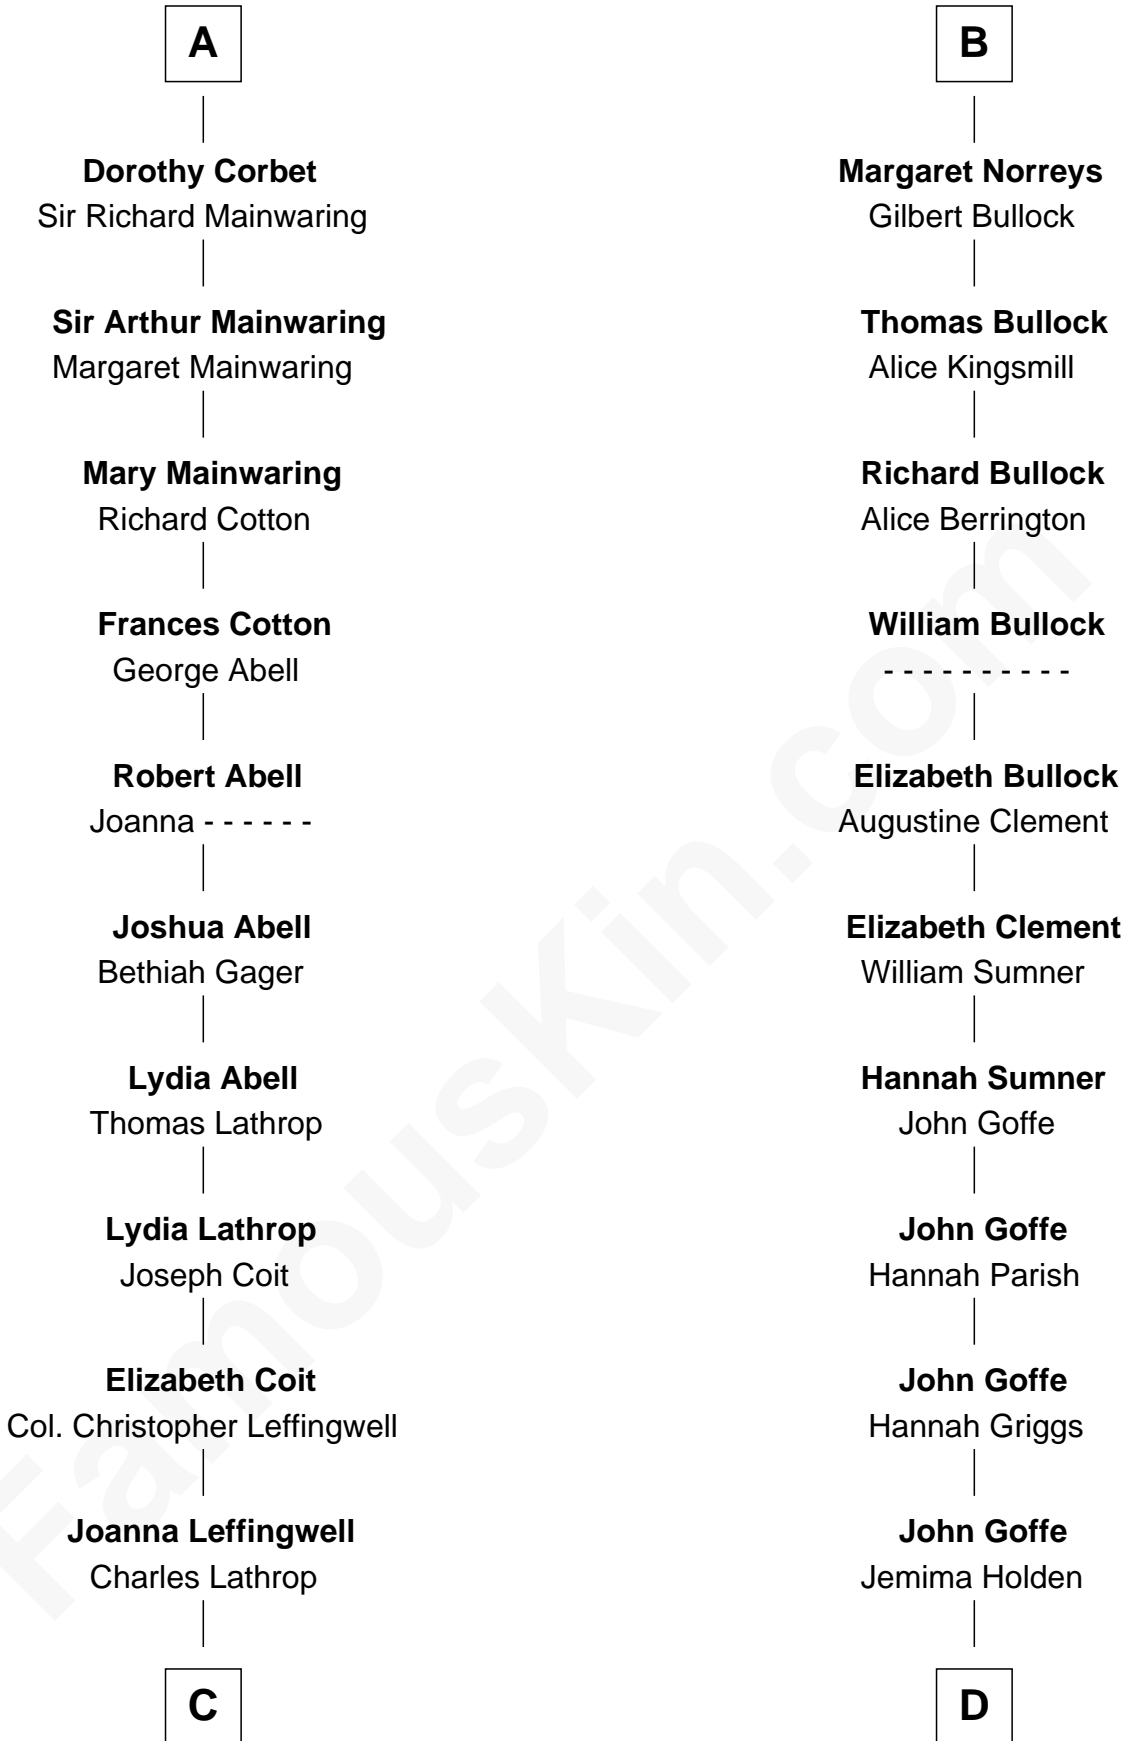 A
Dorothy Corbet
Sir Richard Mainwaring
Sir Arthur Mainwaring
Margaret Mainwaring
Mary Mainwaring
Richard Cotton
Frances Cotton
George Abell
Robert Abell
Joanna - - - - - -
Joshua Abell
Bethiah Gager
Lydia Abell
Thomas Lathrop
Lydia Lathrop
Joseph Coit
Elizabeth Coit
Col. Christopher Leffingwell
Joanna Leffingwell
Charles Lathrop
C
B
Margaret Norreys
Gilbert Bullock
Thomas Bullock
Alice Kingsmill
Richard Bullock
Alice Berrington
William Bullock
- - - - - - - - - -
Elizabeth Bullock
Augustine Clement
Elizabeth Clement
William Sumner
Hannah Sumner
John Goffe
John Goffe
Hannah Parish
John Goffe
Hannah Griggs
John Goffe
Jemima Holden
D
FamousKin.com